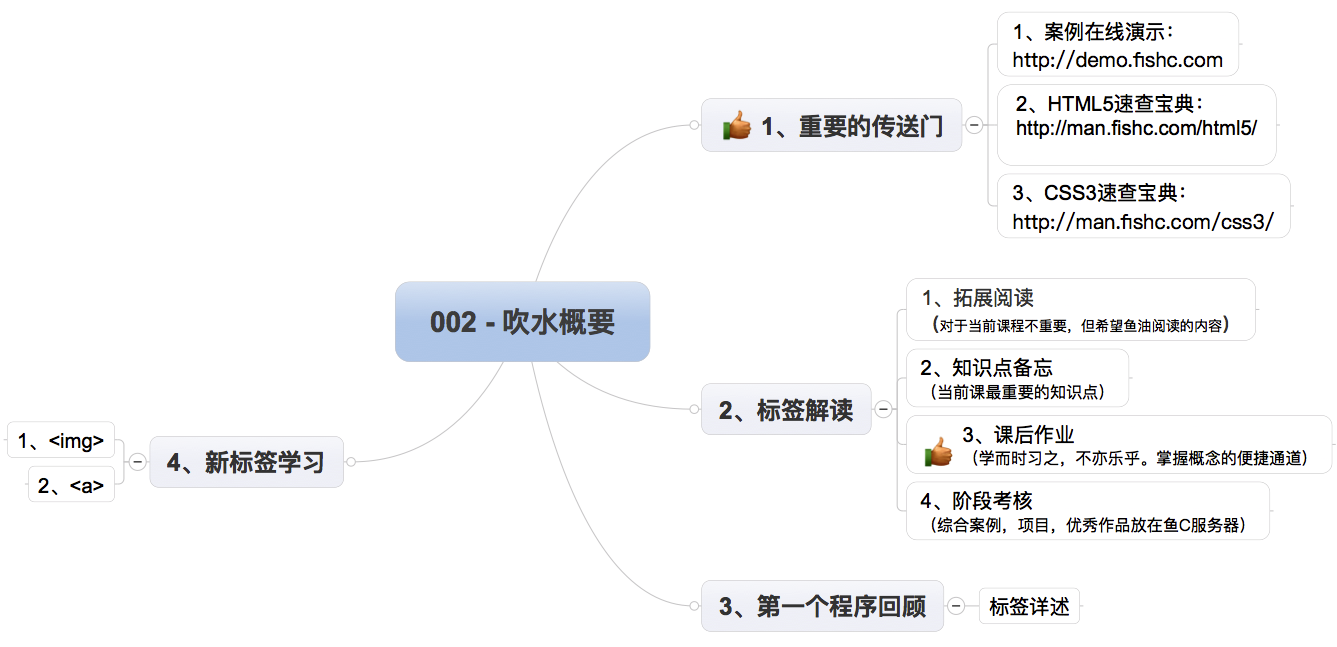 002 - 吹水概要
1、重要的传送门
1、案例在线演示：
http://demo.fishc.com
2、HTML5速查宝典：
http://man.fishc.com/html5/
3、CSS3速查宝典：
http://man.fishc.com/css3/
2、标签解读
1、拓展阅读
（对于当前课程不重要，但希望鱼油阅读的内容）
2、知识点备忘
（当前课最重要的知识点）
3、课后作业
（学而时习之，不亦乐乎。掌握概念的便捷通道）
4、阶段考核
（综合案例，项目，优秀作品放在鱼C服务器）
3、第一个程序回顾
标签详述
4、新标签学习
1、<img>
2、<a>